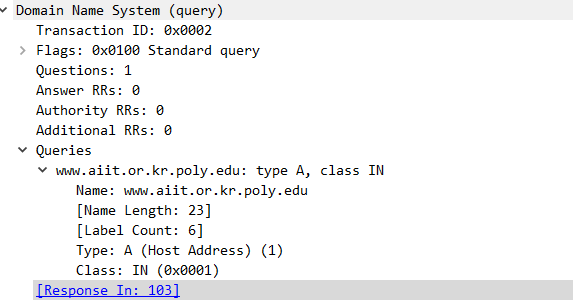 Domain Name System (query)
Transaction ID: 0x0002
Flags: 0x0100 Standard query
Questions: 1
Answer RRs: 0
Authority RRs: 0
Additional RRs: 0
Queries
www.aiit.or.kr.poly.edu: type A, class IN
Name: www.aiit.or.kr.poly.edu
[Name Length: 23]
[Label Count: 6]
Type: A (Host Address) (1)
Class: IN (0x0001)
[Response In: 103]